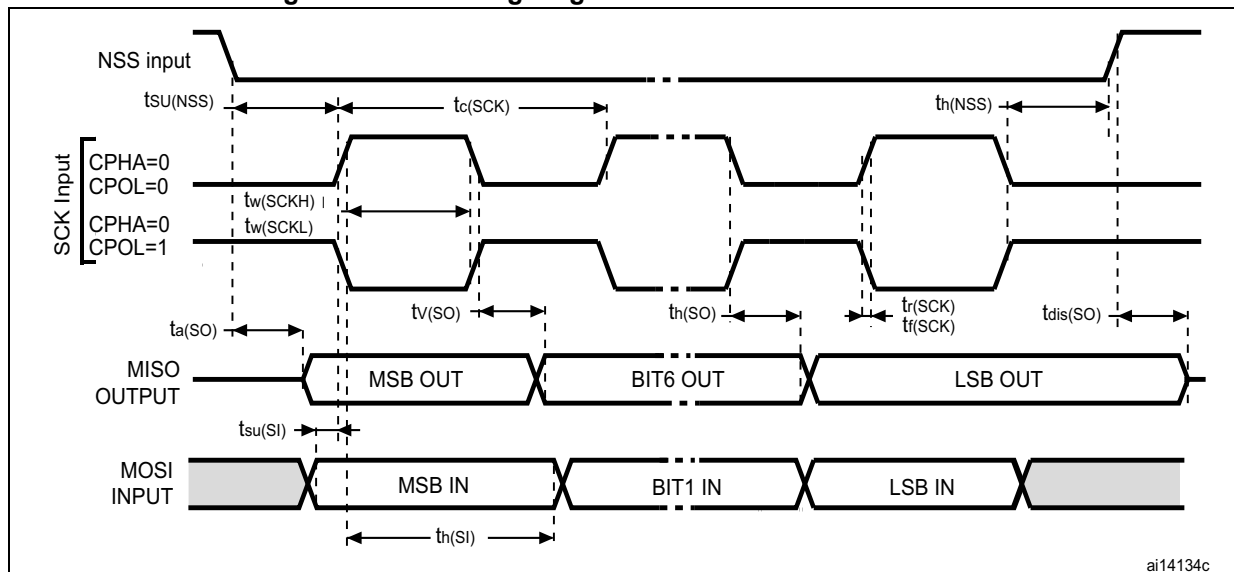 NSS input
tSU(NSS)
tc(SCK)
th(NSS)
SCK Input
CPHA=0
CPOL=0
tw(SCKH)
CPHA=0
tw(SCKL)
CPOL=1
ta(SO)
tV(SO)
th(SO)
tr(SCK)
tf(SCK)
tdis(SO)
MISO
OUTPUT
MSB OUT
BIT6 OUT
LSB OUT
tsu(SI)
MOSI
INPUT
MSB IN
BIT1 IN
LSB IN
th(SI)
ai14134c